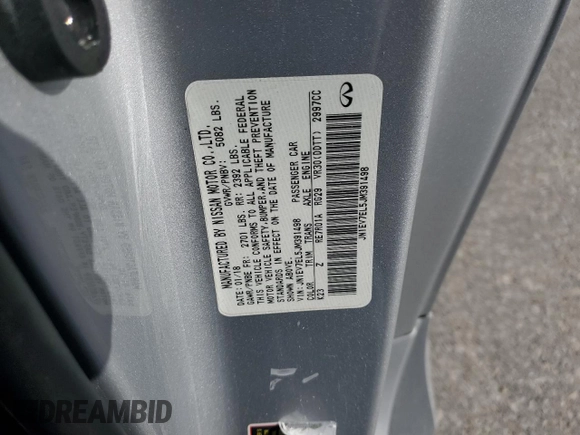 MANUFACTURED BY NISSAN MOTOR CO.,LTD.
DATE: 01/18 GVWR/PNBV: 5082 LBS.
GAWR/PNBE FR: 2701 LBS. RR: 2392 LBS.
THIS VEHICLE CONFORMS TO ALL APPLICABLE FEDERAL
MOTOR VEHICLE SAFETY,BUMPER,AND THEFT PREVENTION
STANDARDS IN EFFECT ON THE DATE OF MANUFACTURE
SHOWN ABOVE.
VIN: JN1EV7EL5JM391498 PASSENGER CAR
COLOR TRIM TRANS AXLE ENGINE
K23 Z RE7R01A RG29 VR30(DDTT) 2997CC
JN1EV7EL5JM391498
DREAMBID